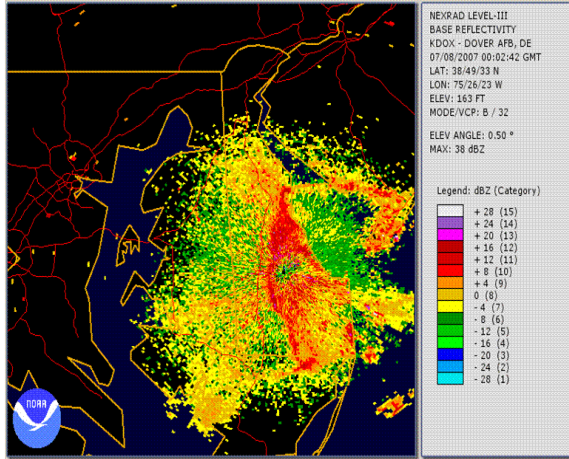 NEXRAD LEVEL-III
BASE REFLECTIVITY
KDOX - DOVER AFB, DE
07/08/2007 00:02:42 GMT
LAT: 38/49/33 N
LON: 75/26/23 W
ELEV: 163 FT
MODE/VCP: B / 32
ELEV ANGLE: 0.50 °
MAX: 38 dBZ
Legend: dBZ (Category)
+ 28 (15)
+ 24 (14)
+ 20 (13)
+ 16 (12)
+ 12 (11)
+ 8 (10)
+ 4 (9)
0 (8)
- 4 (7)
- 8 (6)
- 12 (5)
- 16 (4)
- 20 (3)
- 24 (2)
- 28 (1)
NOAA